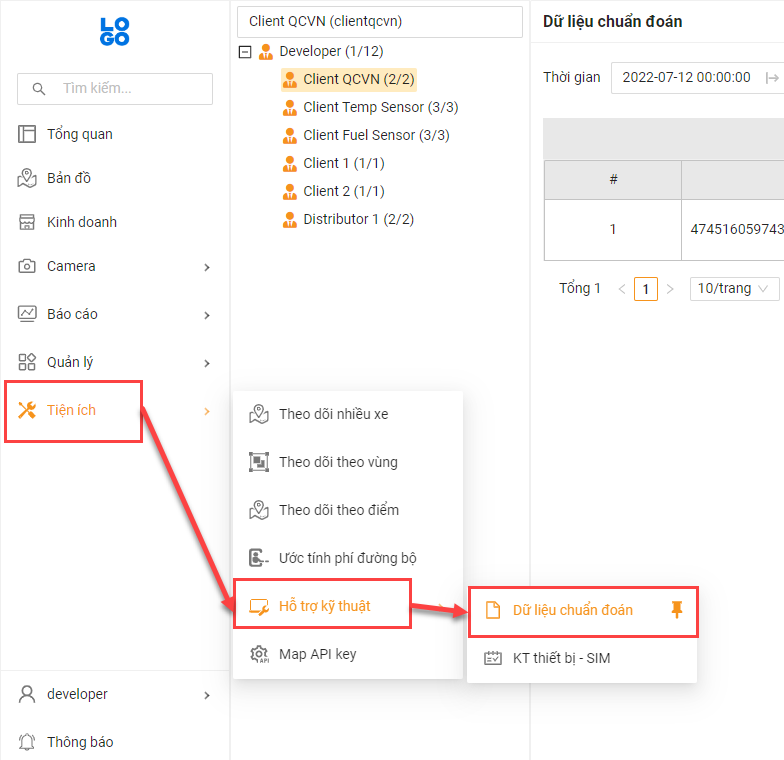 LO
GO
Tìm kiếm...
Tổng quan
Bản đồ
Kinh doanh
Camera
Báo cáo
Quản lý
Tiện ích
developer
Thông báo
Client QCVN (clientqcvn)
Developer (1/12)
Client QCVN (2/2)
Client Temp Sensor (3/3)
Client Fuel Sensor (3/3)
Client 1 (1/1)
Client 2 (1/1)
Distributor 1 (2/2)
Theo dõi nhiều xe
Theo dõi theo vùng
Theo dõi theo điểm
Ước tính phí đường bộ
Hỗ trợ kỹ thuật
Map API key
Dữ liệu chuẩn đoán
KT thiết bị - SIM
Dữ liệu chuẩn đoán
Thời gian 2022-07-12 00:00:00
#
1 474516059743
Tổng 1 < 1 > 10/trang